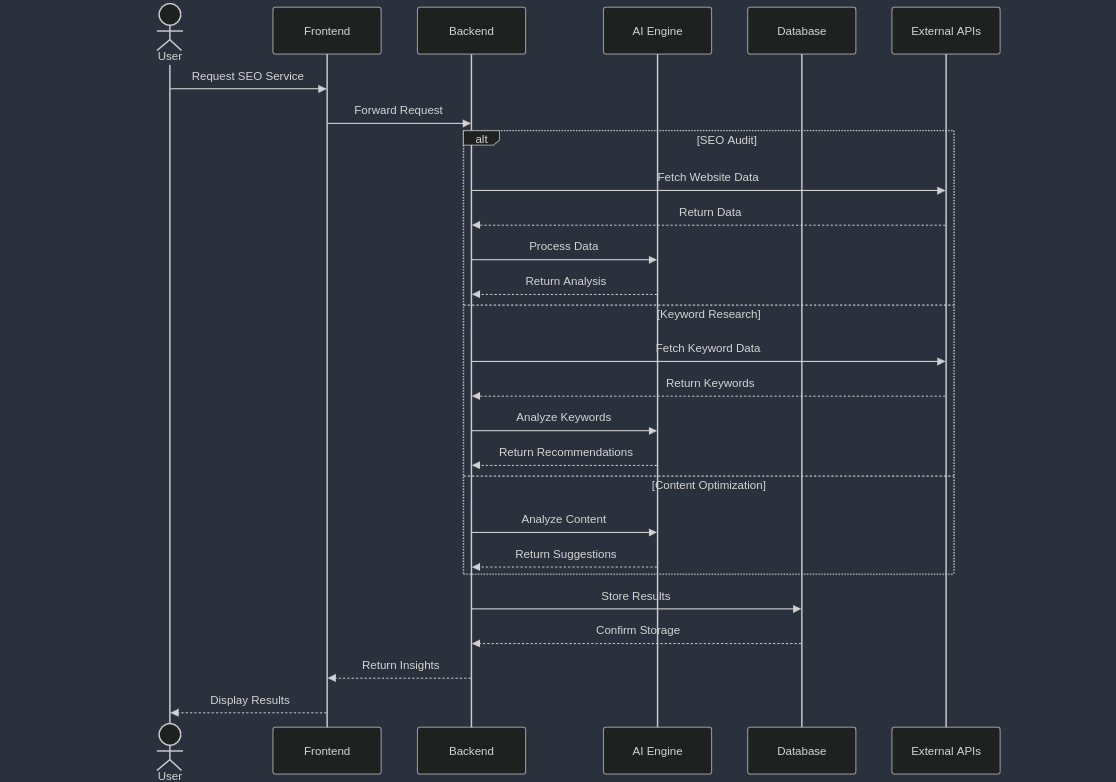 User
Frontend
Backend
AI Engine
Database
External APIs
Request SEO Service
Forward Request
alt
[SEO Audit]
Fetch Website Data
Return Data
Process Data
Return Analysis
[Keyword Research]
Fetch Keyword Data
Return Keywords
Analyze Keywords
Return Recommendations
[Content Optimization]
Analyze Content
Return Suggestions
Store Results
Confirm Storage
Return Insights
Display Results
User
Frontend
Backend
AI Engine
Database
External APIs